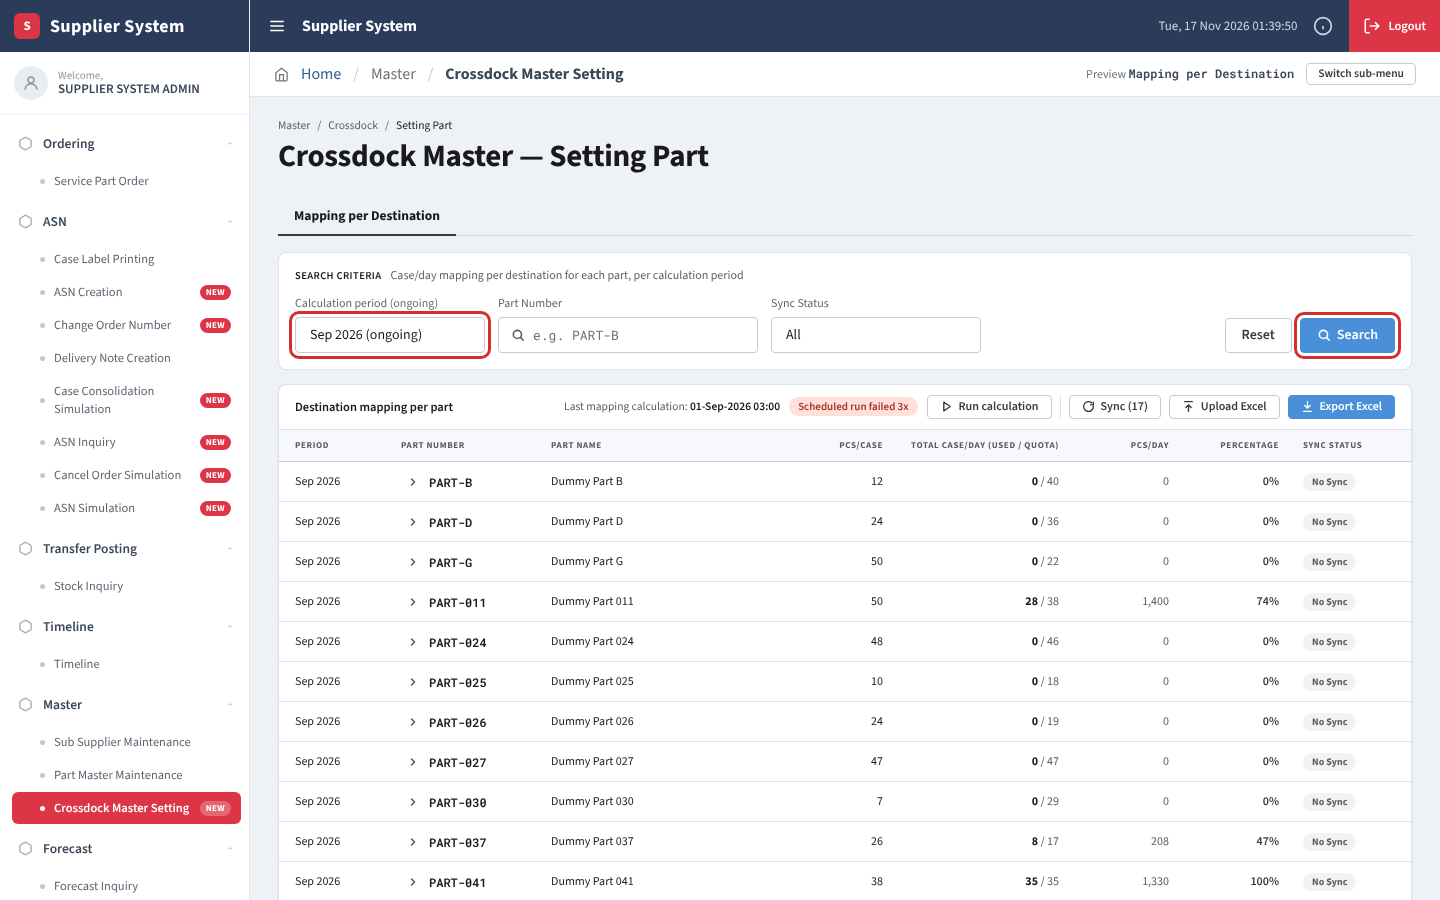 S Supplier System
Supplier System
Tue, 17 Nov 2026 01:39:50
Logout
Welcome,
SUPPLIER SYSTEM ADMIN
Home / Master / Crossdock Master Setting
Preview Mapping per Destination
Switch sub-menu
Ordering
Service Part Order
ASN
Case Label Printing
ASN Creation NEW
Change Order Number NEW
Delivery Note Creation
Case Consolidation
Simulation NEW
ASN Inquiry NEW
Cancel Order Simulation NEW
ASN Simulation NEW
Transfer Posting
Stock Inquiry
Timeline
Timeline
Master
Sub Supplier Maintenance
Part Master Maintenance
Crossdock Master Setting NEW
Forecast
Forecast Inquiry
Master / Crossdock / Setting Part
Crossdock Master — Setting Part
Mapping per Destination
SEARCH CRITERIA Case/day mapping per destination for each part, per calculation period
Calculation period (ongoing) Part Number Sync Status
Sep 2026 (ongoing) e.g. PART-B All Reset Search
Destination mapping per part Last mapping calculation: 01-Sep-2026 03:00 Scheduled run failed 3x Run calculation Sync (17) Upload Excel Export Excel
PERIOD PART NUMBER PART NAME PCS/CASE TOTAL CASE/DAY (USED / QUOTA) PCS/DAY PERCENTAGE SYNC STATUS
Sep 2026 PART-B Dummy Part B 12 0 / 40 0 0% No Sync
Sep 2026 PART-D Dummy Part D 24 0 / 36 0 0% No Sync
Sep 2026 PART-G Dummy Part G 50 0 / 22 0 0% No Sync
Sep 2026 PART-011 Dummy Part 011 50 28 / 38 1,400 74% No Sync
Sep 2026 PART-024 Dummy Part 024 48 0 / 46 0 0% No Sync
Sep 2026 PART-025 Dummy Part 025 10 0 / 18 0 0% No Sync
Sep 2026 PART-026 Dummy Part 026 24 0 / 19 0 0% No Sync
Sep 2026 PART-027 Dummy Part 027 47 0 / 47 0 0% No Sync
Sep 2026 PART-030 Dummy Part 030 7 0 / 29 0 0% No Sync
Sep 2026 PART-037 Dummy Part 037 26 8 / 17 208 47% No Sync
Sep 2026 PART-041 Dummy Part 041 38 35 / 35 1,330 100% No Sync